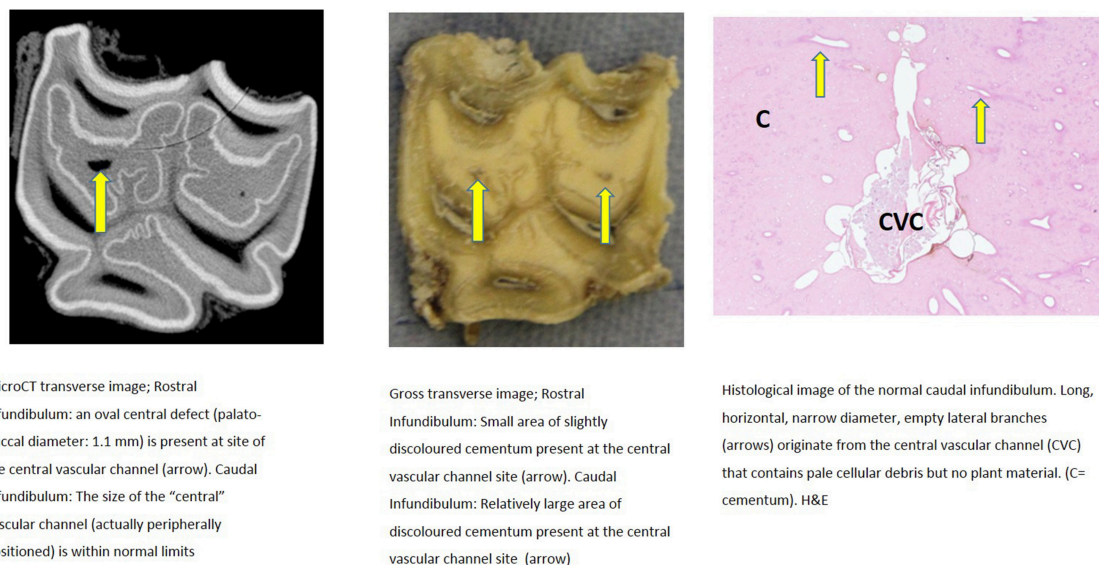 C
CVC
icroCT transverse image; Rostral
fundibulum: an oval central defect (palato-
ccal diameter: 1.1 mm) is present at site of
e central vascular channel (arrow). Caudal
fundibulum: The size of the “central”
scular channel (actually peripherally
sitioned) is within normal limits
Gross transverse image; Rostral
Infundibulum: Small area of slightly
discoloured cementum present at the central
vascular channel site (arrow). Caudal
Infundibulum: Relatively large area of
discoloured cementum present at the central
vascular channel site (arrow)
Histological image of the normal caudal infundibulum. Long,
horizontal, narrow diameter, empty lateral branches
(arrows) originate from the central vascular channel (CVC)
that contains pale cellular debris but no plant material. (C=
cementum). H&E